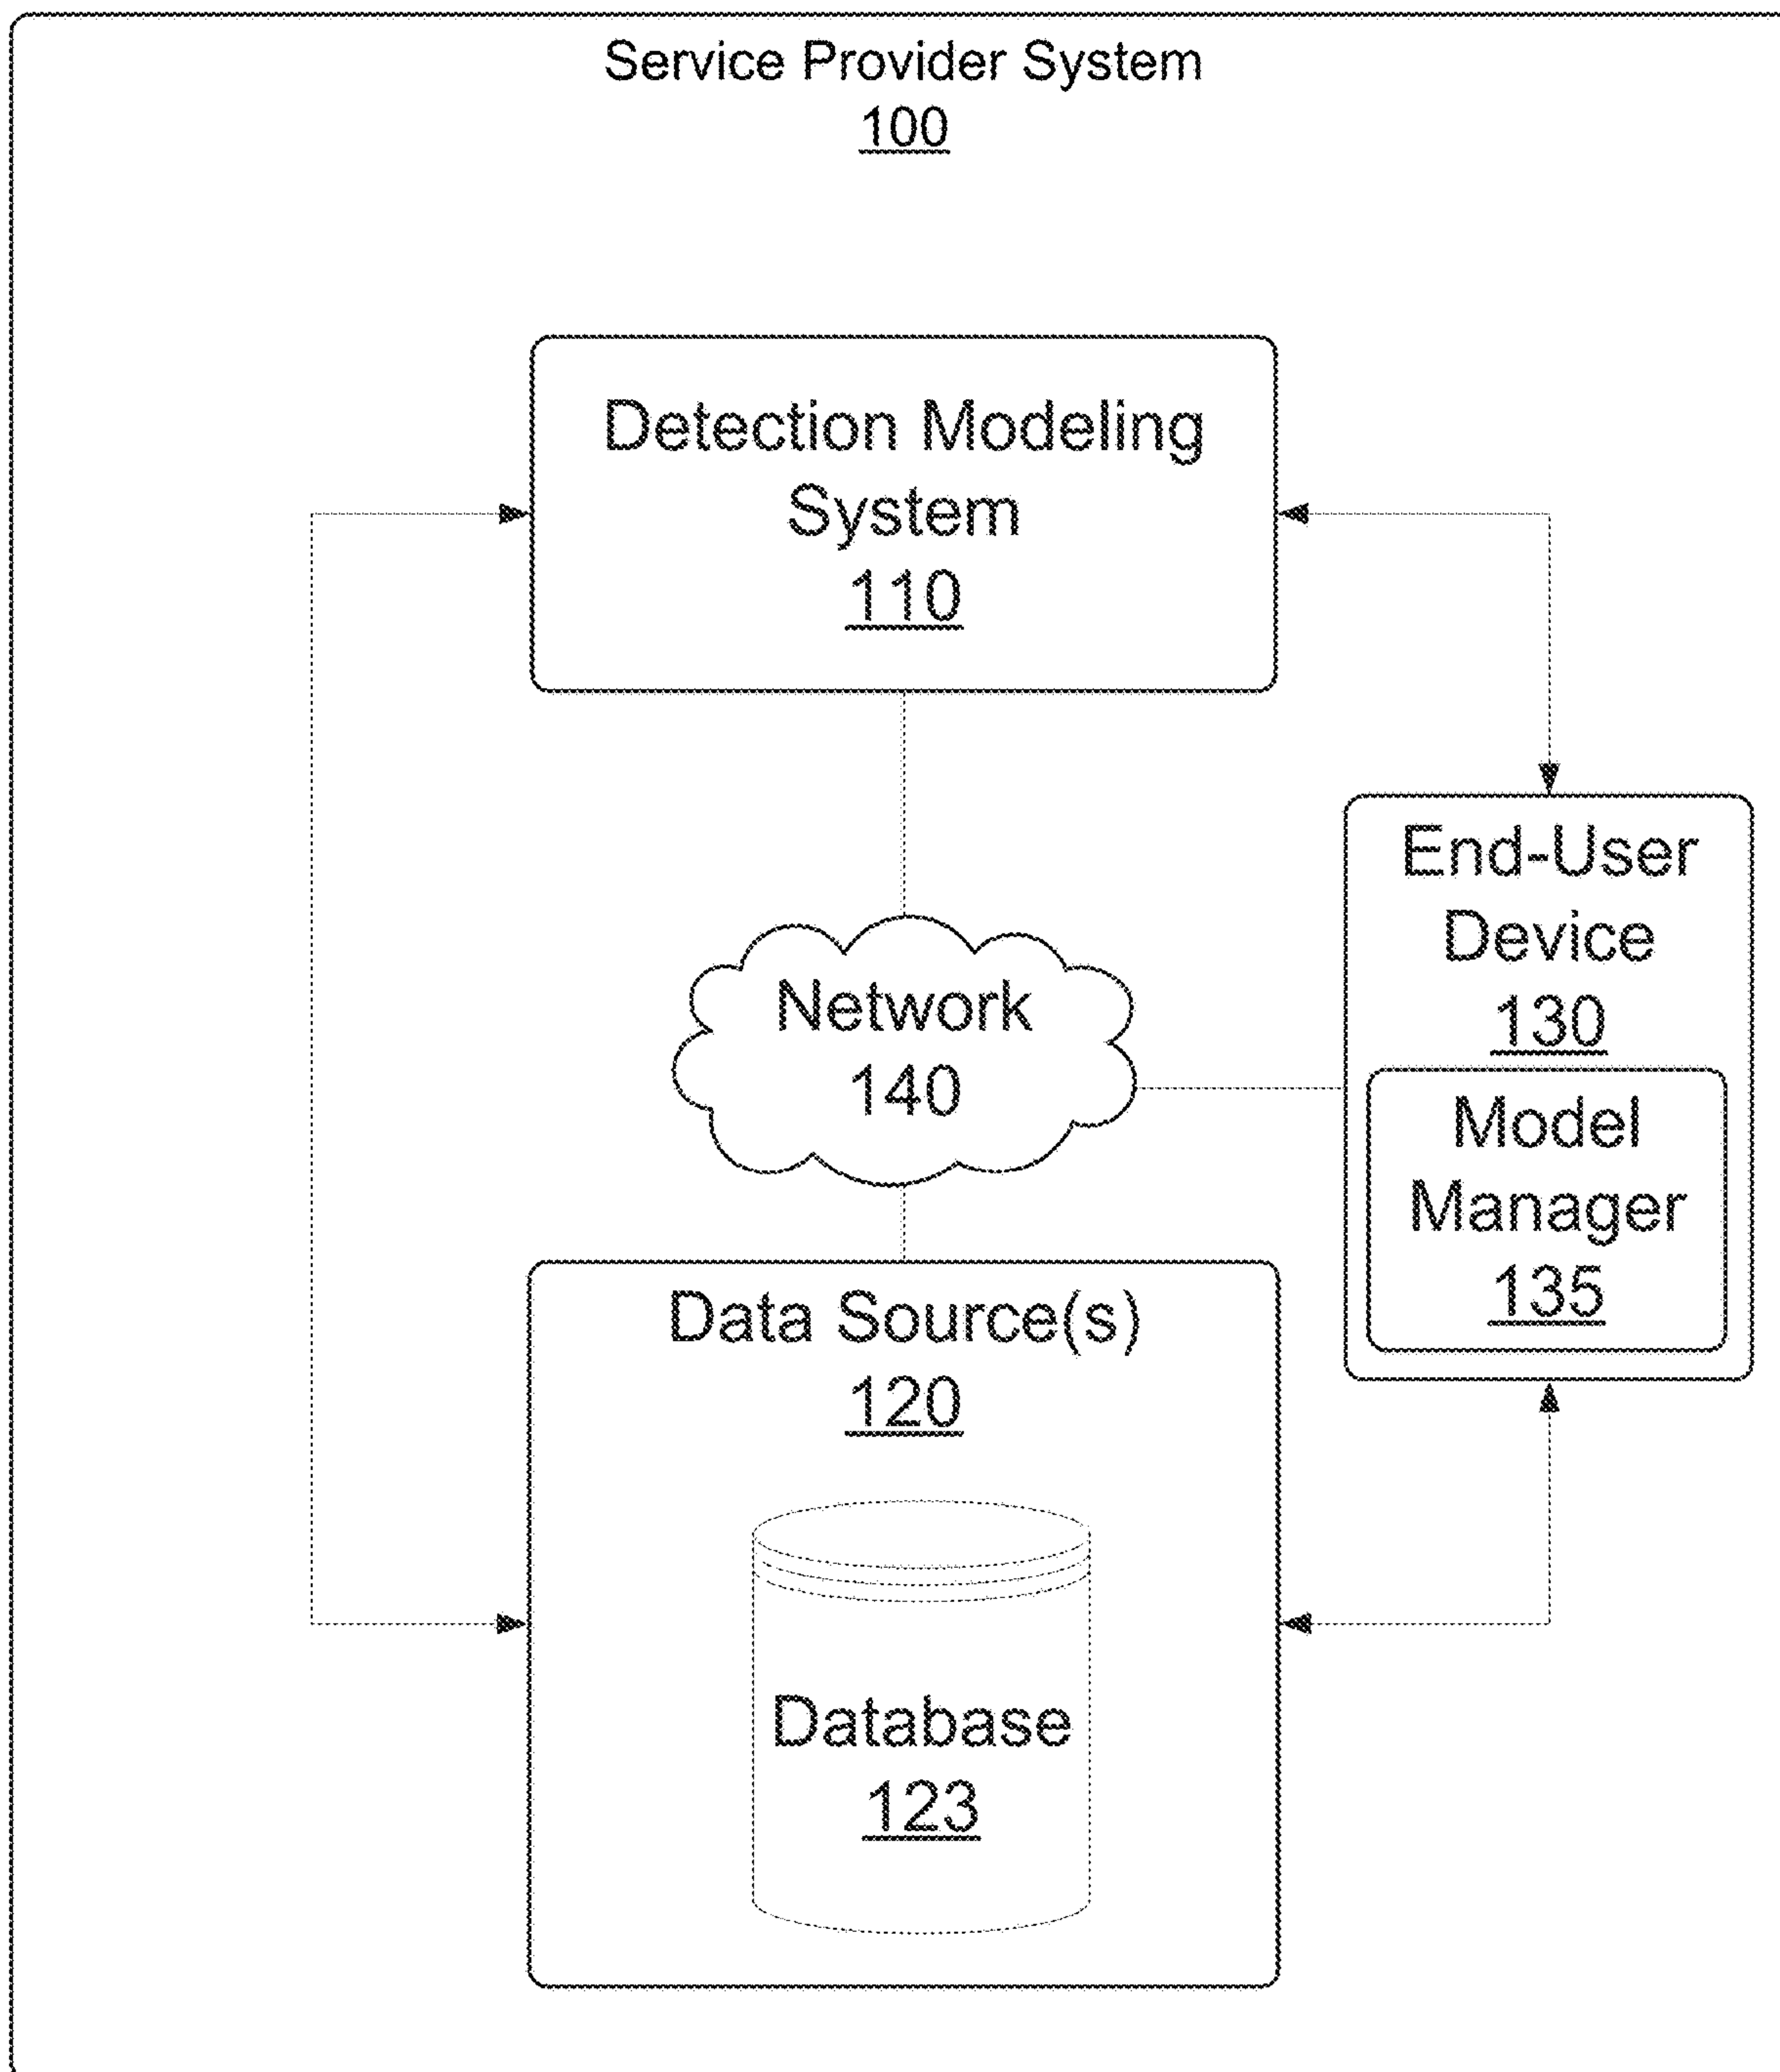 Service Provider System
100
Detection Modeling
System
110
End-User
Device
130
Network
140
Model
Manager
135
Data Source(s)
120
Database
123